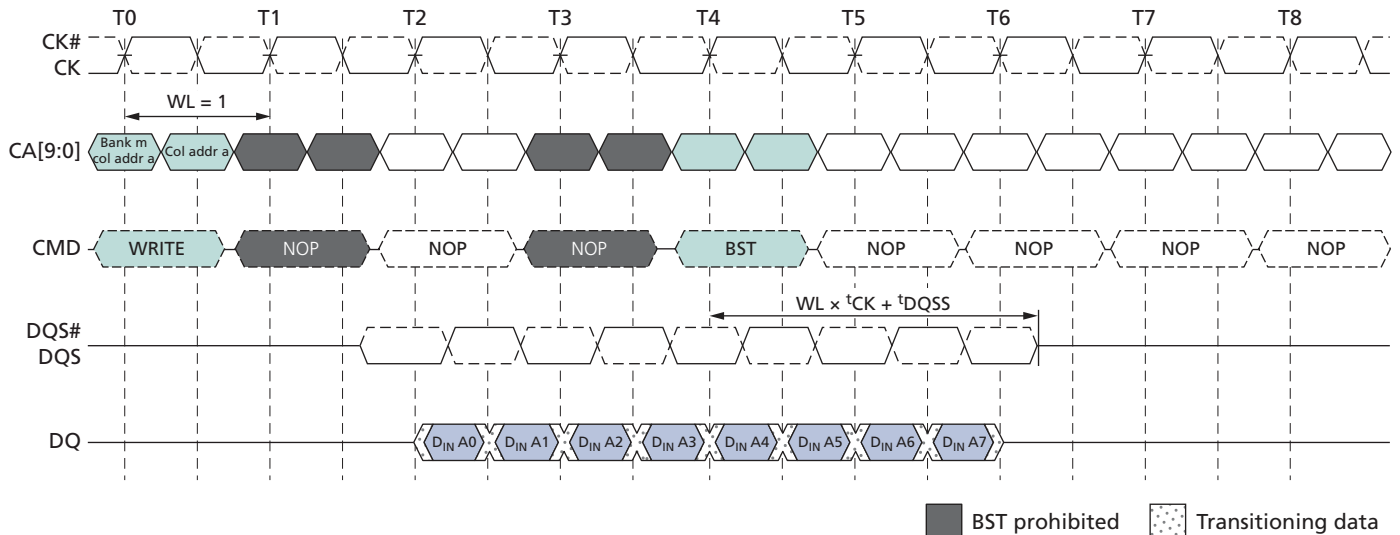 T0 T1 T2 T3 T4 T5 T6 T7 T8
CK#
CK
WL = 1
CA[9:0]
Bank m
col addr a
Col addr a
CMD
WRITE NOP NOP NOP BST NOP NOP NOP NOP
WL × tCK + tDQSS
DQS#
DQS
DQ
DIN A0 DIN A1 DIN A2 DIN A3 DIN A4 DIN A5 DIN A6 DIN A7
BST prohibited Transitioning data